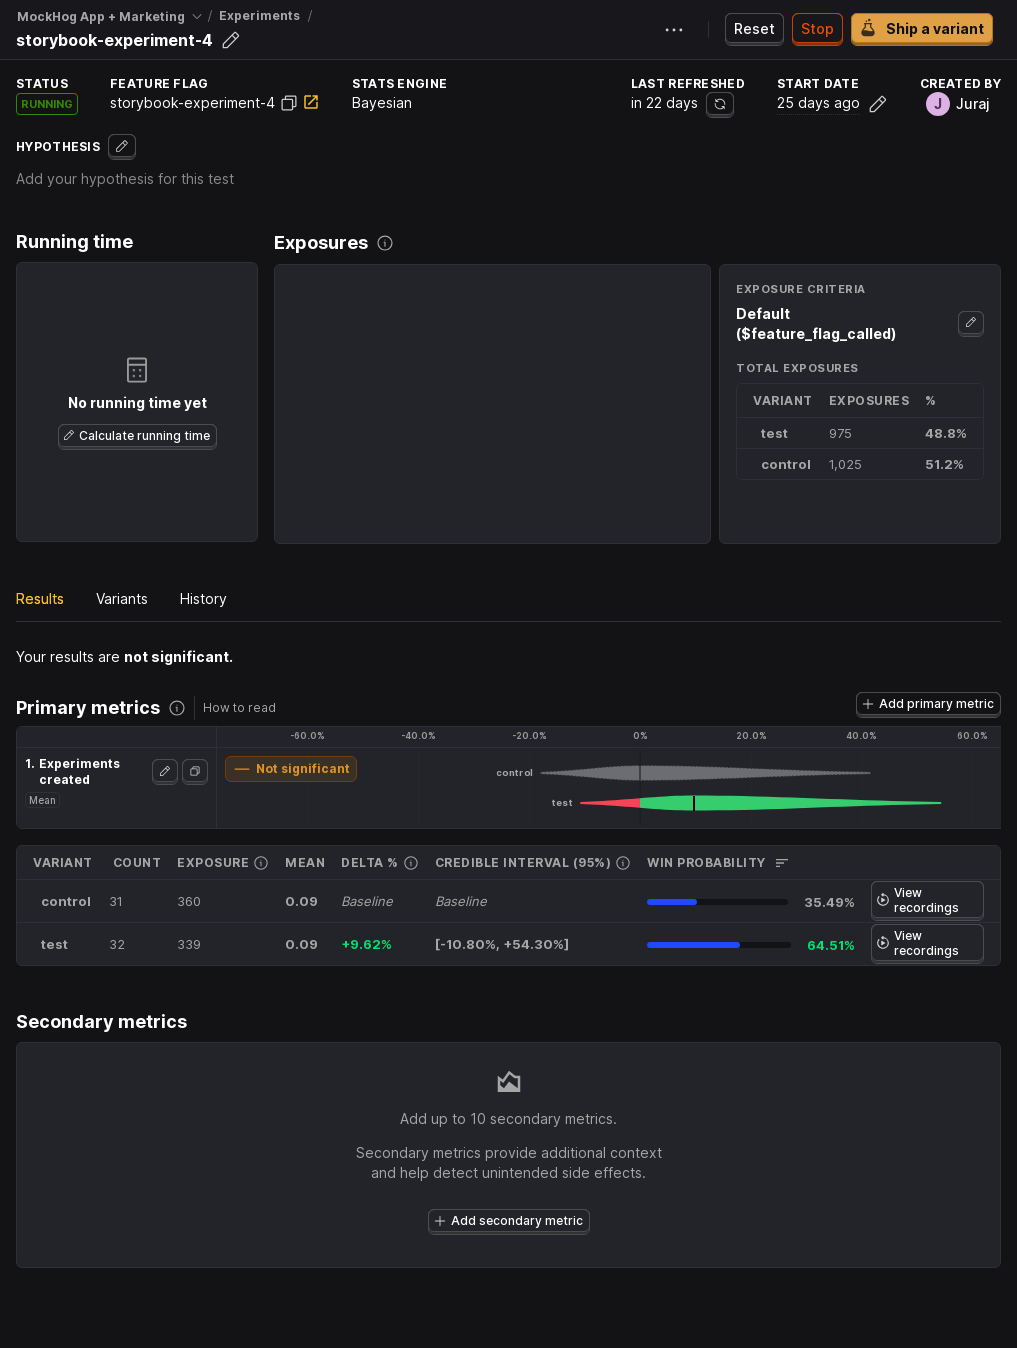 MockHog App + Marketing / Experiments /
storybook-experiment-4
Reset
Stop
Ship a variant
STATUS
RUNNING
FEATURE FLAG
storybook-experiment-4
STATS ENGINE
Bayesian
LAST REFRESHED
in 22 days
START DATE
25 days ago
CREATED BY
J Juraj
HYPOTHESIS
Add your hypothesis for this test
Running time
No running time yet
Calculate running time
Exposures
EXPOSURE CRITERIA
Default
($feature_flag_called)
TOTAL EXPOSURES
VARIANT EXPOSURES %
test 975 48.8%
control 1,025 51.2%
Results Variants History
Your results are not significant.
Primary metrics
How to read
Add primary metric
-60.0% -40.0% -20.0% 0% 20.0% 40.0% 60.0%
1. Experiments
created
Mean
Not significant
control
test
VARIANT COUNT EXPOSURE MEAN DELTA % CREDIBLE INTERVAL (95%) WIN PROBABILITY
control 31 360 0.09 Baseline Baseline 35.49% View
recordings
test 32 339 0.09 +9.62% [-10.80%, +54.30%] 64.51% View
recordings
Secondary metrics
Add up to 10 secondary metrics.
Secondary metrics provide additional context
and help detect unintended side effects.
Add secondary metric